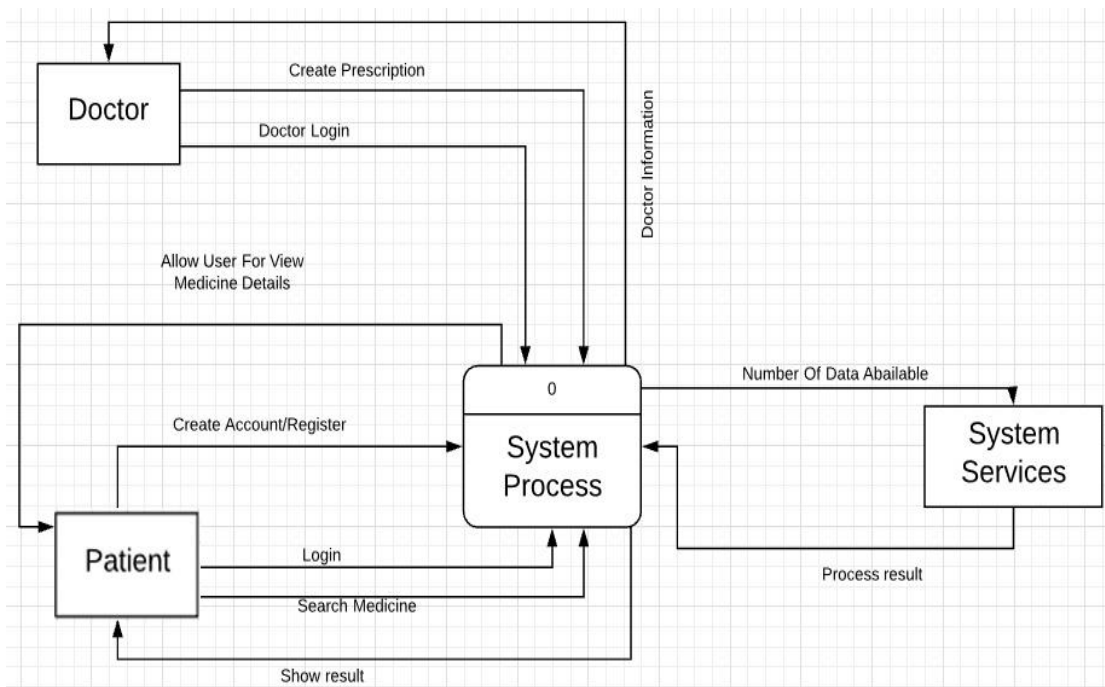 Create Prescription
Doctor
Doctor Login
Doctor Information
Allow User For View
Medicine Details
0
System
Process
Number Of Data Abailable
System
Services
Create Account/Register
Patient
Login
Search Medicine
Process result
Show result